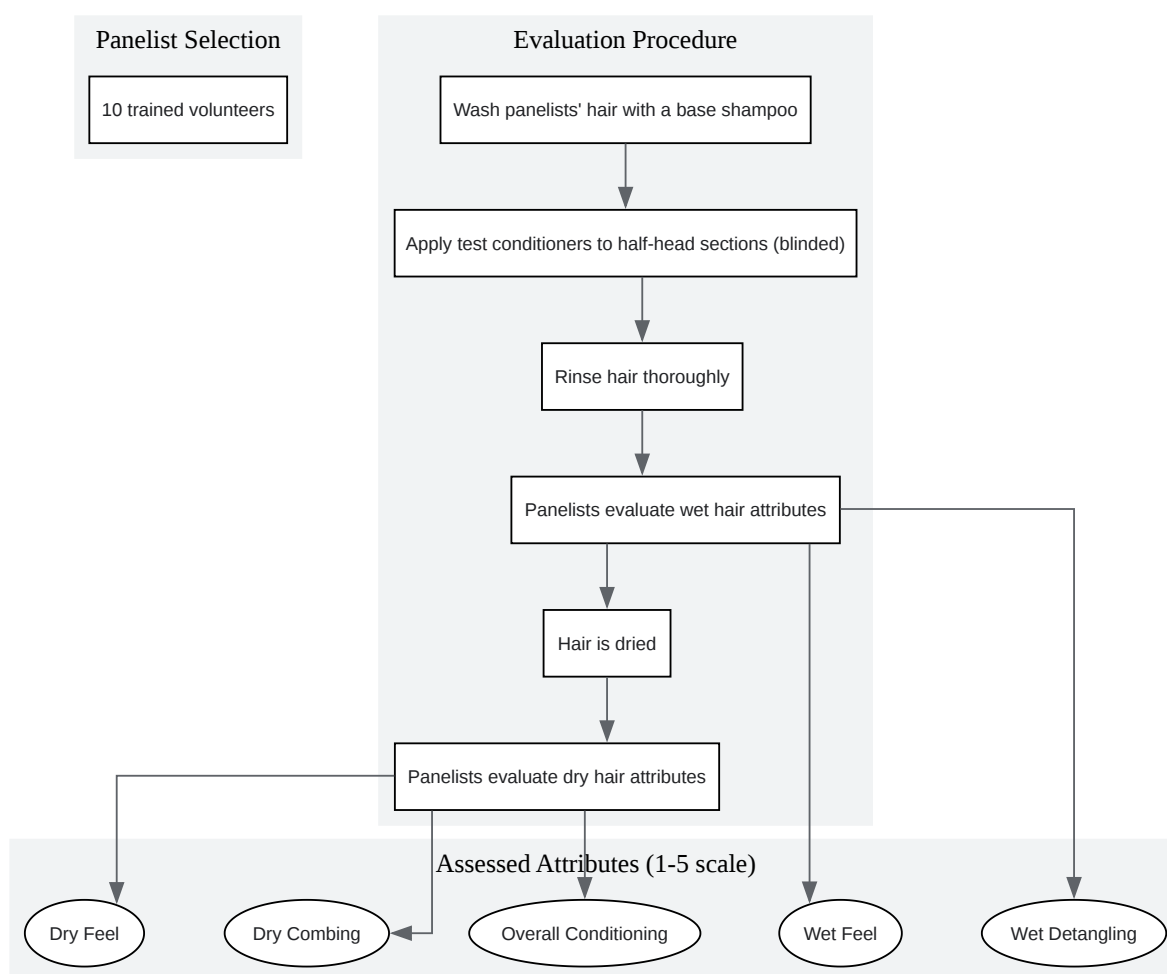 Panelist Selection
10 trained volunteers
Evaluation Procedure
Wash panelists' hair with a base shampoo
Apply test conditioners to half-head sections (blinded)
Rinse hair thoroughly
Panelists evaluate wet hair attributes
Hair is dried
Panelists evaluate dry hair attributes
Assessed Attributes (1-5 scale)
Dry Feel
Dry Combing
Overall Conditioning
Wet Feel
Wet Detangling